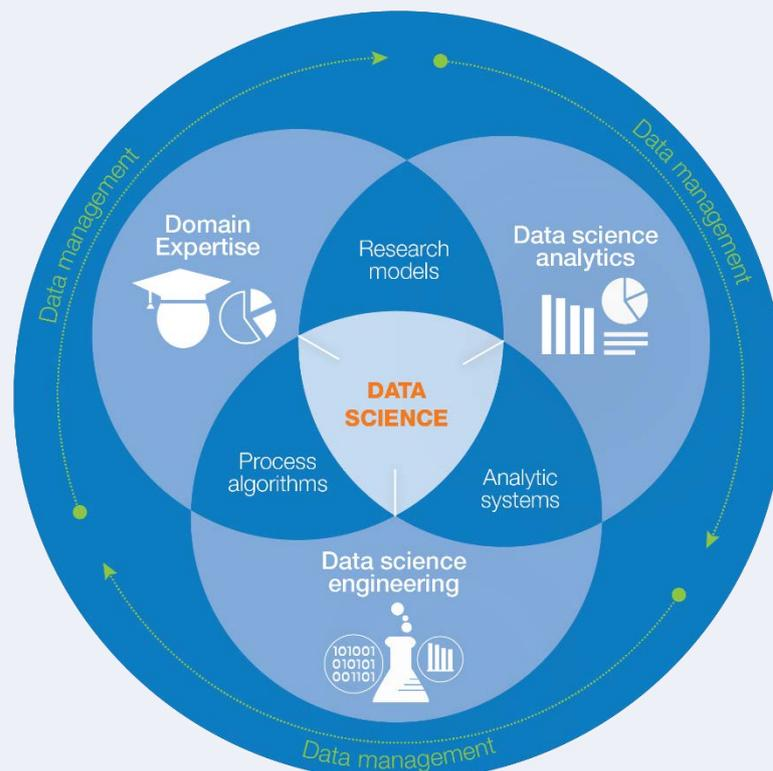 Data management
Data management
Domain
Expertise
Research
models
Data science
analytics
DATA
SCIENCE
Process
algorithms
Analytic
systems
Data science
engineering
101001
010101
001101
Data management